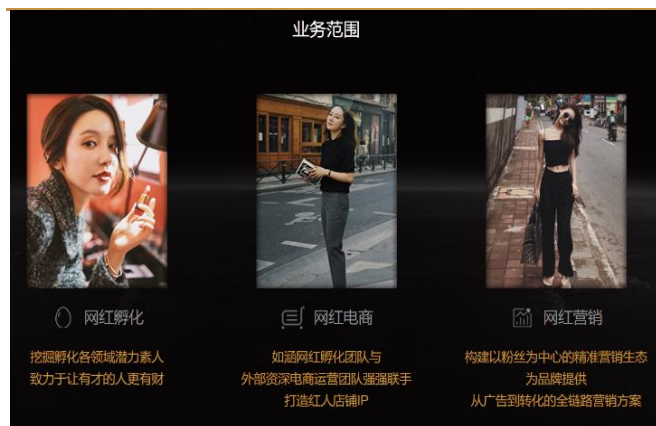 业务范围
网红孵化
挖掘孵化各领域潜力素人
致力于让有才的人更有财
网红电商
如涵网红孵化团队与
外部资深电商运营团队强强联手
打造红人店铺IP
网红营销
构建以粉丝为中心的精准营销生态
为品牌提供
从广告到转化的全链路营销方案